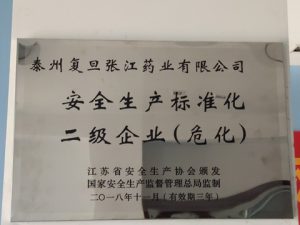 泰州复旦张江药业有限公司
安全生产标准化
二级企业(危化)
江苏省安全生产协会颁发
国家安全生产监督管理总局监制
二〇一八年十一月(有效期三年)